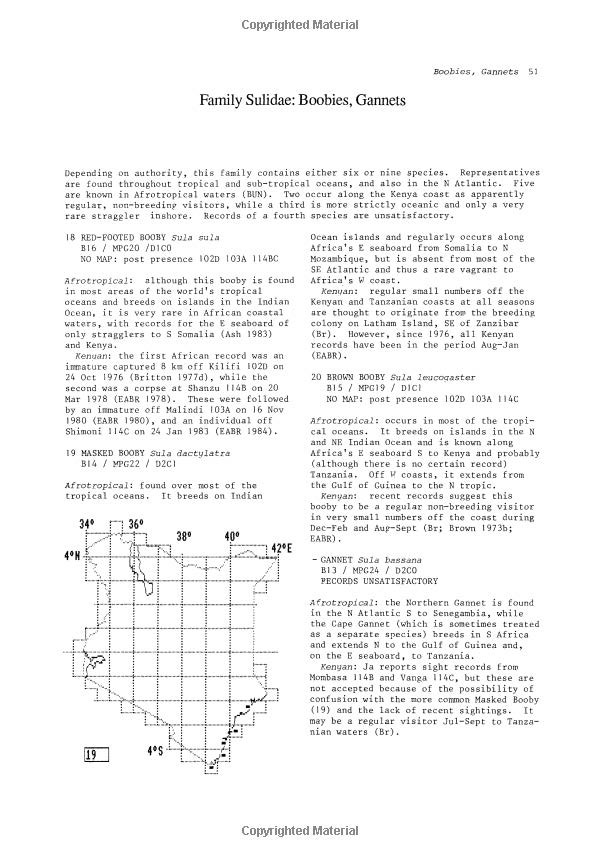 Copyrighted Material
Boobies, Gannets 51
Family Sulidae: Boobies, Gannets
Depending on authority, this family contains either six or nine species. Representatives
are found throughout tropical and sub-tropical oceans, and also in the N Atlantic. Five
are known in Afrotropical waters (BUN). Two occur along the Kenya coast as apparently
regular, non-breeding visitors, while a third is more strictly oceanic and only a very
rare straggler inshore. Records of a fourth species are unsatisfactory.
18 RED-FOOTED BOOBY Sula sula
B16 / MPG20 /D1C0
NO MAP: post presence 102D 103A 114BC
Afrotropical: although this booby is found
in most areas of the world's tropical
oceans and breeds on islands in the Indian
Ocean, it is very rare in African coastal
waters, with records for the E seaboard of
only stragglers to S Somalia (Ash 1983)
and Kenya.
Kenyan: the first African record was an
immature captured 8 km off Kilifi 102D on
24 Oct 1976 (Britton 1977d), while the
second was a corpse at Shanzu 114B on 20
Mar 1978 (EABR 1978). These were followed
by an immature off Malindi 103A on 16 Nov
1980 (EABR 1980), and an individual off
Shimoni 114C on 24 Jan 1983 (EABR 1984).
19 MASKED BOOBY Sula dactylatra
B14 / MPG22 / D2C1
Afrotropical: found over most of the
tropical oceans. It breeds on Indian
34° 36° 38° 40° 42°E
4°N
4°S
19
Ocean islands and regularly occurs along
Africa's E seaboard from Somalia to N
Mozambique, but is absent from most of the
SE Atlantic and thus a rare vagrant to
Africa's W coast.
Kenyan: regular small numbers off the
Kenyan and Tanzanian coasts at all seasons
are thought to originate from the breeding
colony on Latham Island, SE of Zanzibar
(Br). However, since 1976, all Kenyan
records have been in the period Aug-Jan
(EABR).
20 BROWN BOOBY Sula leucogaster
B15 / MPG19 / D1C1
NO MAP: post presence 102D 103A 114C
Afrotropical: occurs in most of the tropi-
cal oceans. It breeds on islands in the N
and NE Indian Ocean and is known along
Africa's E seaboard S to Kenya and probably
(although there is no certain record)
Tanzania. Off W coasts, it extends from
the Gulf of Guinea to the N tropic.
Kenyan: recent records suggest this
booby to be a regular non-breeding visitor
in very small numbers off the coast during
Dec-Feb and Aug-Sept (Br; Brown 1973b;
EABR).
- GANNET Sula bassana
B13 / MPG24 / D2C0
RECORDS UNSATISFACTORY
Afrotropical: the Northern Gannet is found
in the N Atlantic S to Senegambia, while
the Cape Gannet (which is sometimes treated
as a separate species) breeds in S Africa
and extends N to the Gulf of Guinea and,
on the E seaboard, to Tanzania.
Kenyan: Ja reports sight records from
Mombasa 114B and Vanga 114C, but these are
not accepted because of the possibility of
confusion with the more common Masked Booby
(19) and the lack of recent sightings. It
may be a regular visitor Jul-Sept to Tanza-
nian waters (Br).
Copyrighted Material